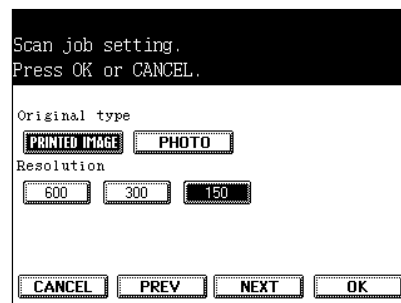 Scan job setting.
Press OK or CANCEL.
Original type
PRINTED IMAGE PHOTO
Resolution
600 300 150
CANCEL PREV NEXT OK